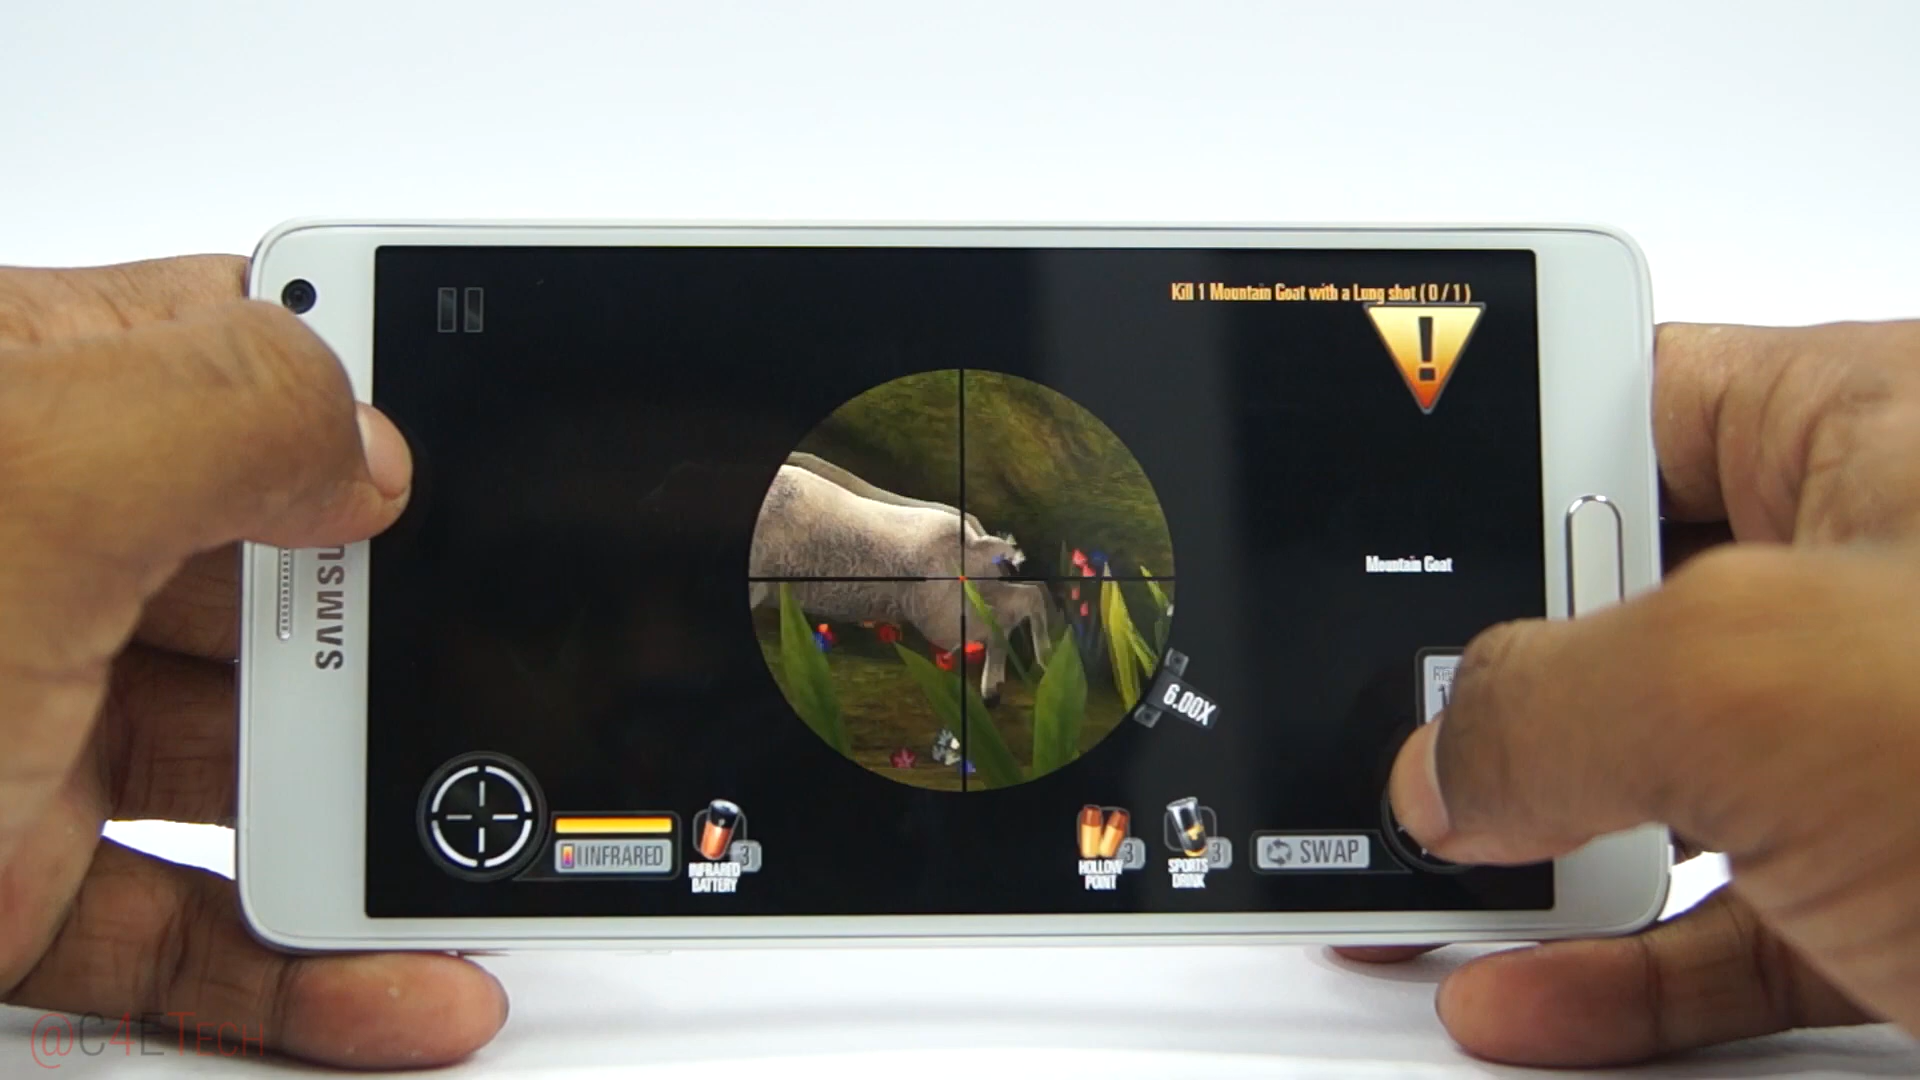 Kill 1 Mountain Goat with a Lung shot ( 0 / 1 )
Mountain Goat
SAMSU
6.00X
INFRARED
3
INFRARED
BATTERY
3
HOLLOW
POINT
3
SPORTS
DRINK
SWAP
@C4ETech